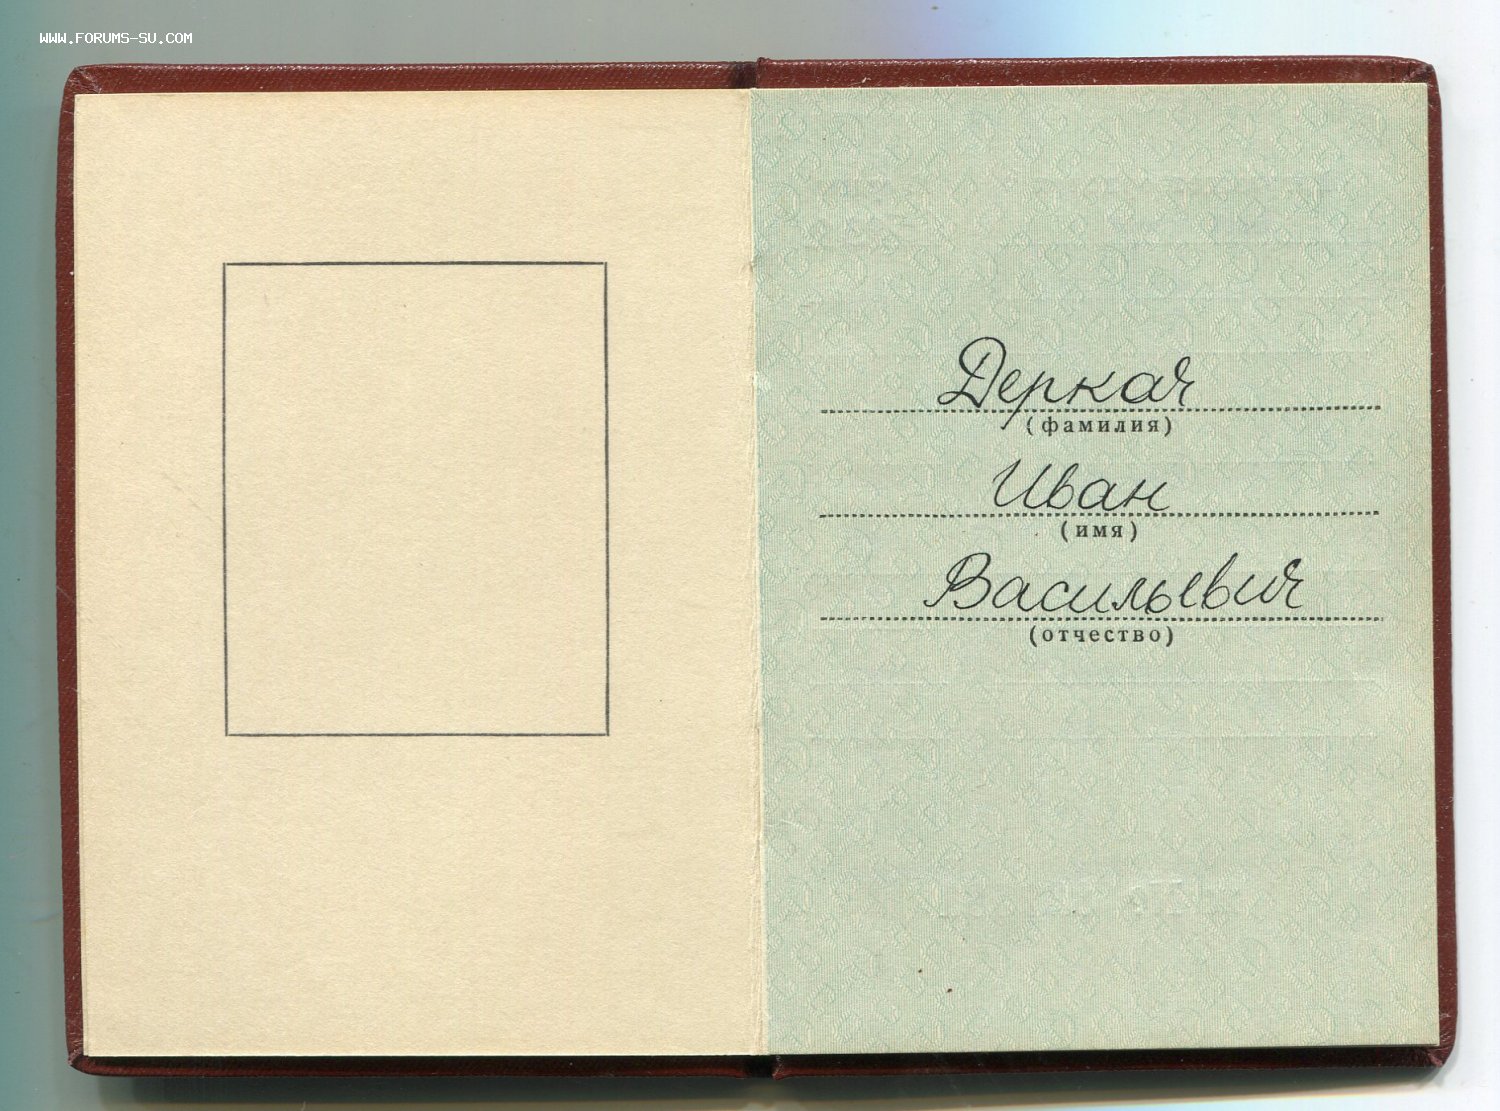 WWW.FORUMS-SU.COM
Деркач
(фамилия)
Иван
(имя)
Васильевич
(отчество)